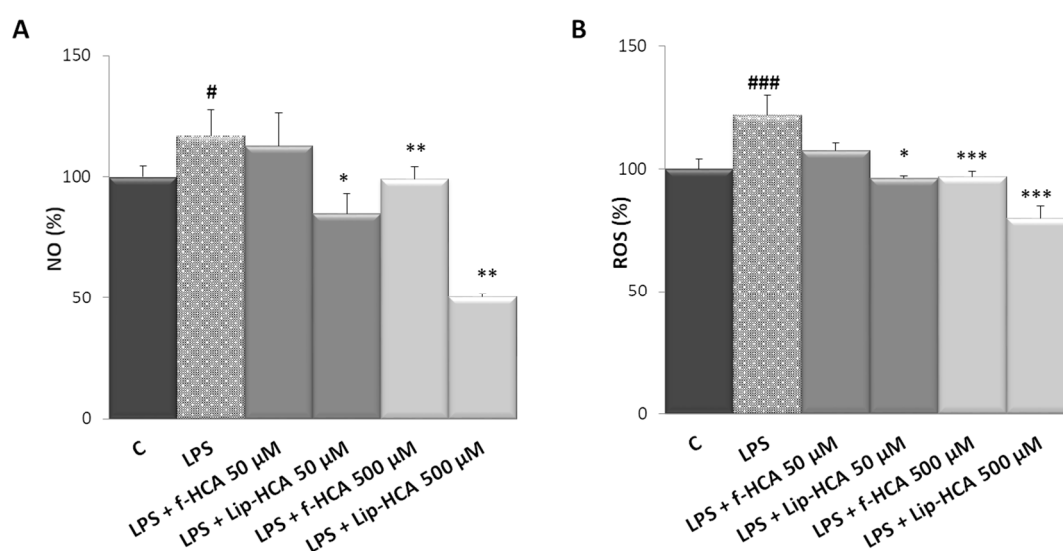 A
150
100
50
0
NO (%)
#
*
**
**
C
LPS
LPS + f-HCA 50 µM
LPS + Lip-HCA 50 µM
LPS + f-HCA 500 µM
LPS + Lip-HCA 500 µM
B
150
100
50
0
ROS (%)
###
*
***
***
C
LPS
LPS + f-HCA 50 µM
LPS + Lip-HCA 50 µM
LPS + f-HCA 500 µM
LPS + Lip-HCA 500 µM